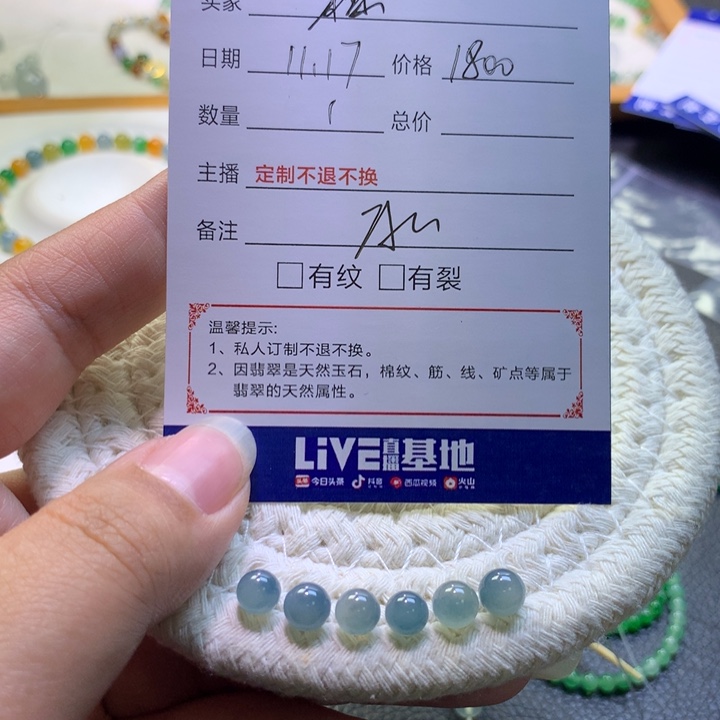 买家
日期 11.17 价格 1800
数量 1 总价
主播 定制不退不换
备注
□有纹 □有裂
温馨提示:
1、私人订制不退不换。
2、因翡翠是天然玉石，棉纹、筋、线、矿点等属于
翡翠的天然属性。
LiVE直播基地
头条 今日头条 抖音 西瓜视频 火山